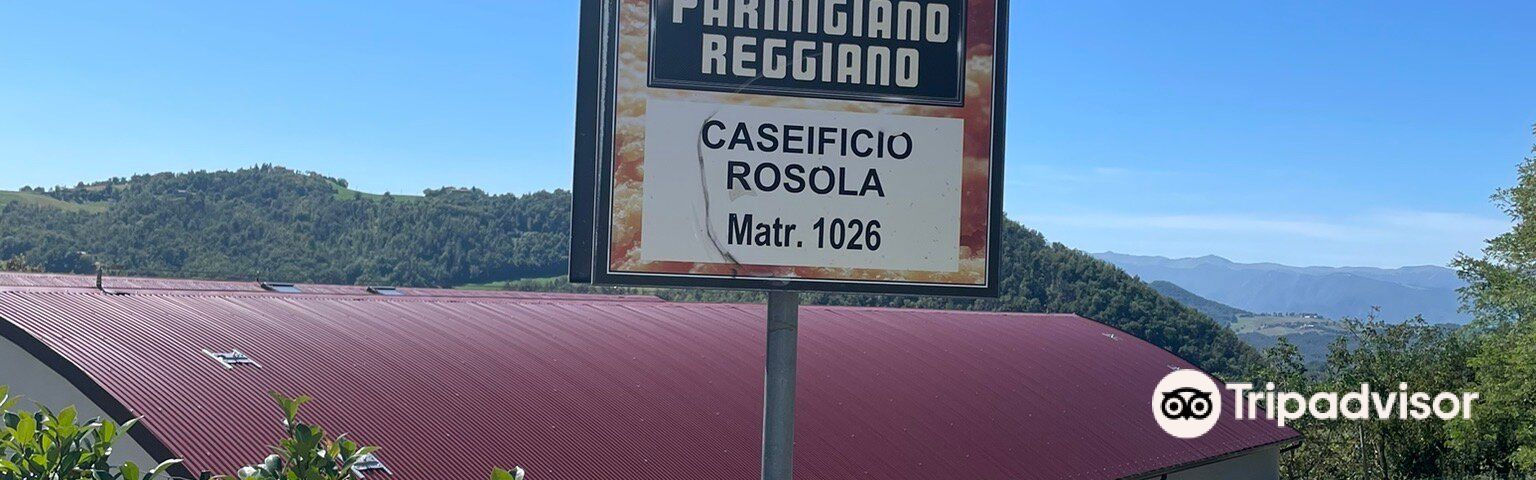 PARMIGIANO
REGGIANO
CASEIFICIO
ROSOLA
Matr. 1026
Tripadvisor